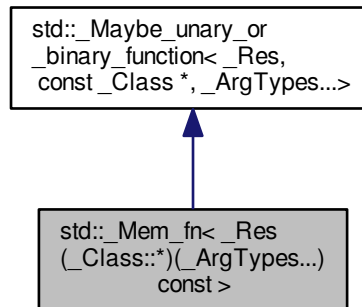 std::_Maybe_unary_or
_binary_function< _Res,
const _Class *, _ArgTypes...>
std::_Mem_fn< _Res
(_Class::*)(_ArgTypes...)
const >